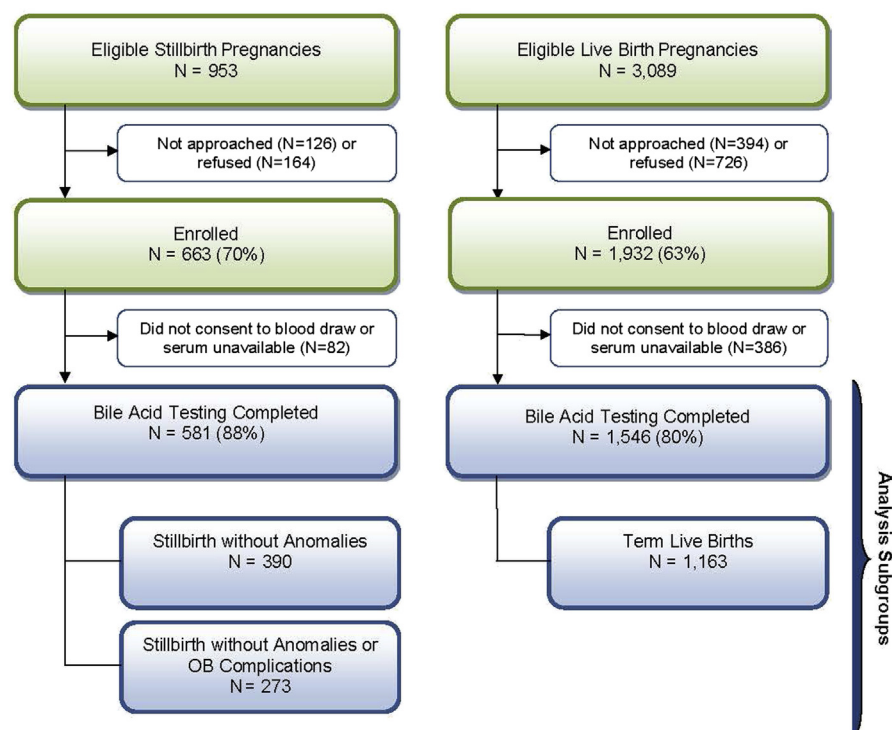 Eligible Stillbirth Pregnancies
N = 953
Not approached (N=126) or
refused (N=164)
Enrolled
N = 663 (70%)
Did not consent to blood draw or
serum unavailable (N=82)
Bile Acid Testing Completed
N = 581 (88%)
Stillbirth without Anomalies
N = 390
Stillbirth without Anomalies or
OB Complications
N = 273
Eligible Live Birth Pregnancies
N = 3,089
Not approached (N=394) or
refused (N=726)
Enrolled
N = 1,932 (63%)
Did not consent to blood draw or
serum unavailable (N=386)
Bile Acid Testing Completed
N = 1,546 (80%)
Term Live Births
N = 1,163
Analysis Subgroups